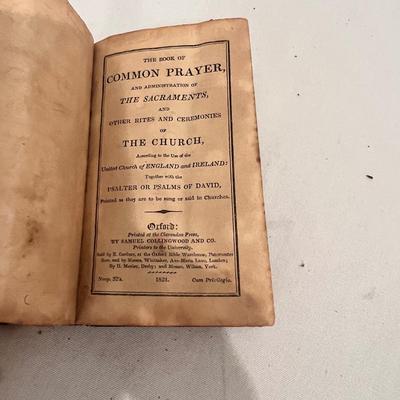 THE BOOK OF
COMMON PRAYER,
AND ADMINISTRATION OF
THE SACRAMENTS,
AND
OTHER RITES AND CEREMONIES
OF
THE CHURCH,
According to the Use of the
United Church of ENGLAND and IRELAND:
Together with the
PSALTER OR PSALMS OF DAVID,
Pointed as they are to be sung or said in Churches.
Oxford:
Printed at the Clarendon Press,
BY SAMUEL COLLINGWOOD AND CO.
Printers to the University.
Sold by E. Gardner, at the Oxford Bible Warehouse, Paternoster
Row, and by Messrs. Whittaker, Ave-Maria Lane, London;
By H. Mozley, Derby; and Messrs. Wilson, York.
Nonp. 32o. 1821. Cum Privilegio.